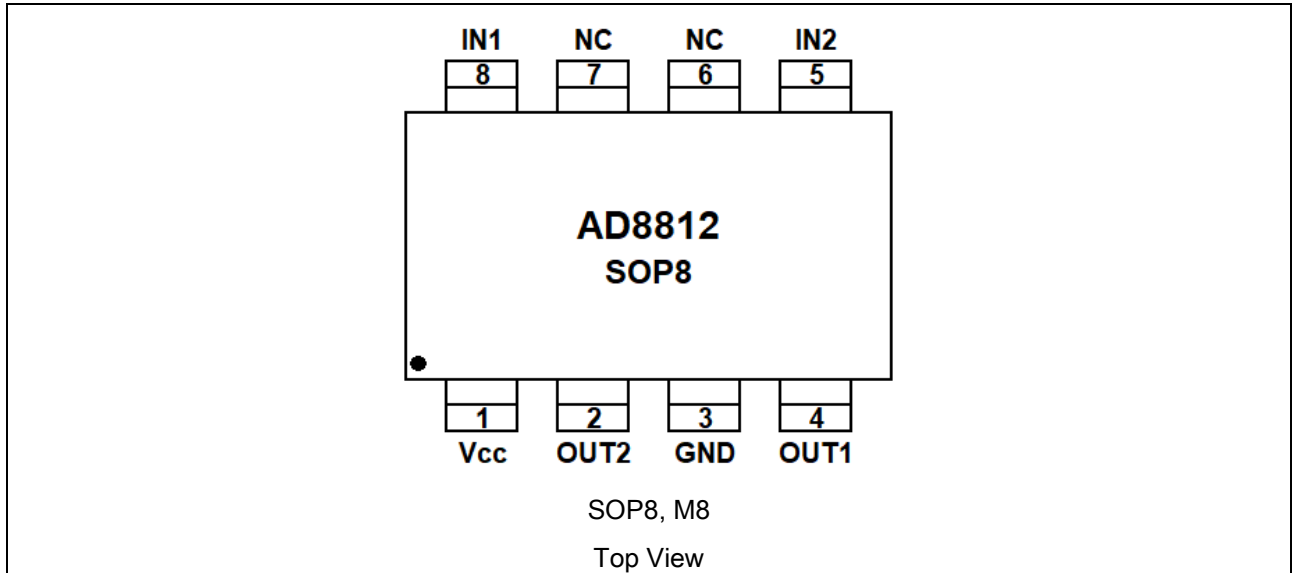 IN1 NC NC IN2
8 7 6 5
AD8812
SOP8
1 2 3 4
Vcc OUT2 GND OUT1
SOP8, M8
Top View